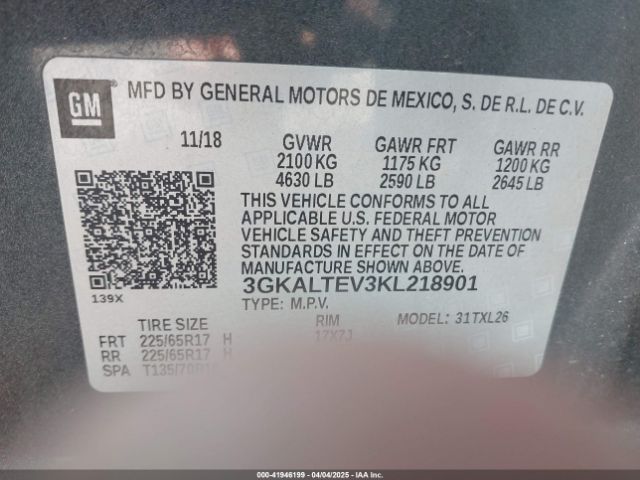 GM
MFD BY GENERAL MOTORS DE MEXICO, S. DE R.L. DE C.V.
11/18 GVWR GAWR FRT GAWR RR
2100 KG 1175 KG 1200 KG
4630 LB 2590 LB 2645 LB
THIS VEHICLE CONFORMS TO ALL
APPLICABLE U.S. FEDERAL MOTOR
VEHICLE SAFETY AND THEFT PREVENTION
STANDARDS IN EFFECT ON THE DATE OF
MANUFACTURE SHOWN ABOVE.
3GKALTEV3KL218901
139X TYPE: M.P.V. MODEL: 31TXL26
TIRE SIZE RIM
FRT 225/65R17 H 17X7J
RR 225/65R17 H
SPA
000-41946199 - 04/04/2025 - IAA Inc.